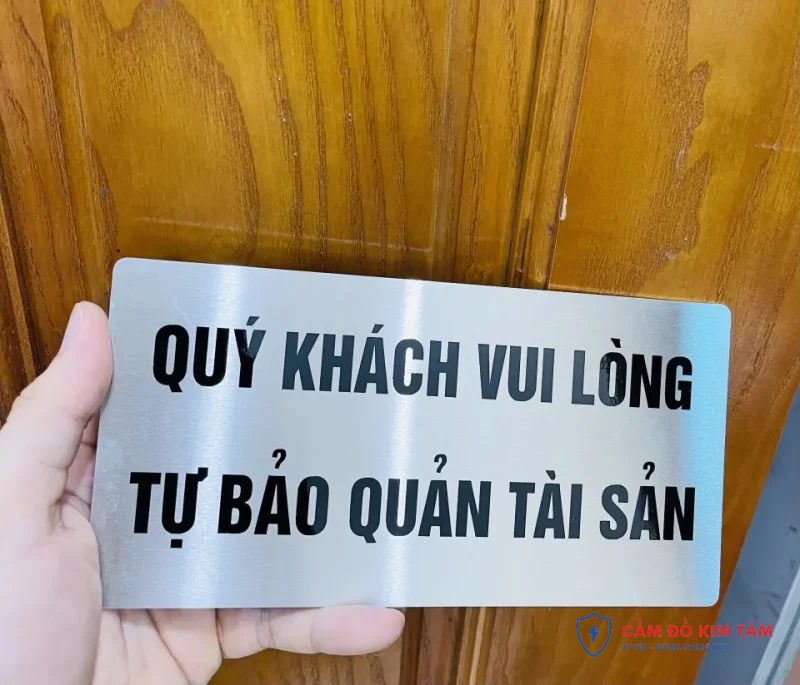 QUÝ KHÁCH VUI LÒNG
TỰ BẢO QUẢN TÀI SẢN
CẦM ĐỒ KIM TÂM